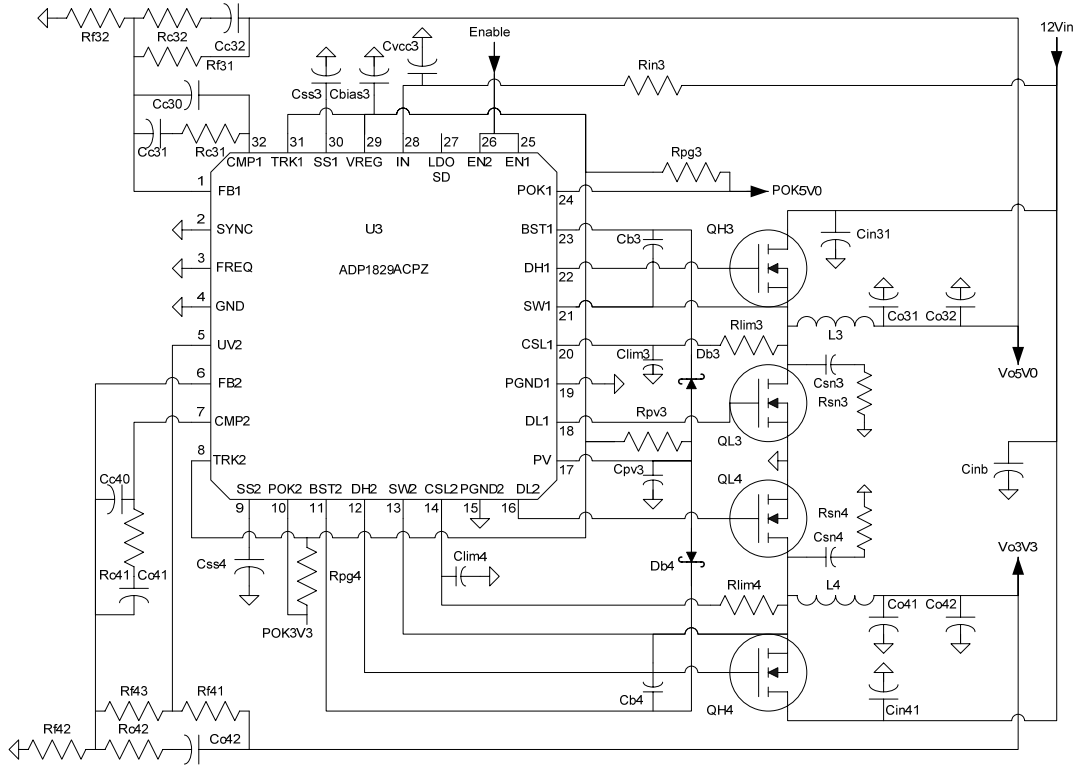 Rf32
Rc32
Cc32
Rf31
Cc30
Cc31
Rc31
Css3
Cbias3
Cvcc3
Enable
Rin3
12Vin
32
31
30
29
28
27
26
25
CMP1
TRK1
SS1
VREG
IN
LDO
SD
EN2
EN1
Rpg3
1
FB1
POK1
24
POK5V0
2
SYNC
U3
BST1
23
Cb3
QH3
Cin31
3
FREQ
ADP1829ACPZ
DH1
22
4
GND
SW1
21
Co31
Co32
Rlim3
L3
5
UV2
CSL1
20
Clim3
Db3
Csn3
Vo5V0
6
FB2
PGND1
19
Rsn3
7
CMP2
DL1
18
Rpv3
QL3
8
TRK2
PV
17
Cpv3
QL4
Cinb
Cc40
SS2
POK2
BST2
DH2
SW2
CSL2
PGND2
DL2
9
10
11
12
13
14
15
16
Rsn4
Csn4
Css4
Rpg4
Clim4
Db4
Vo3V3
Rc41
Cc41
Rlim4
L4
Co41
Co42
POK3V3
Cb4
QH4
Cin41
Rf43
Rf41
Rf42
Rc42
Cc42